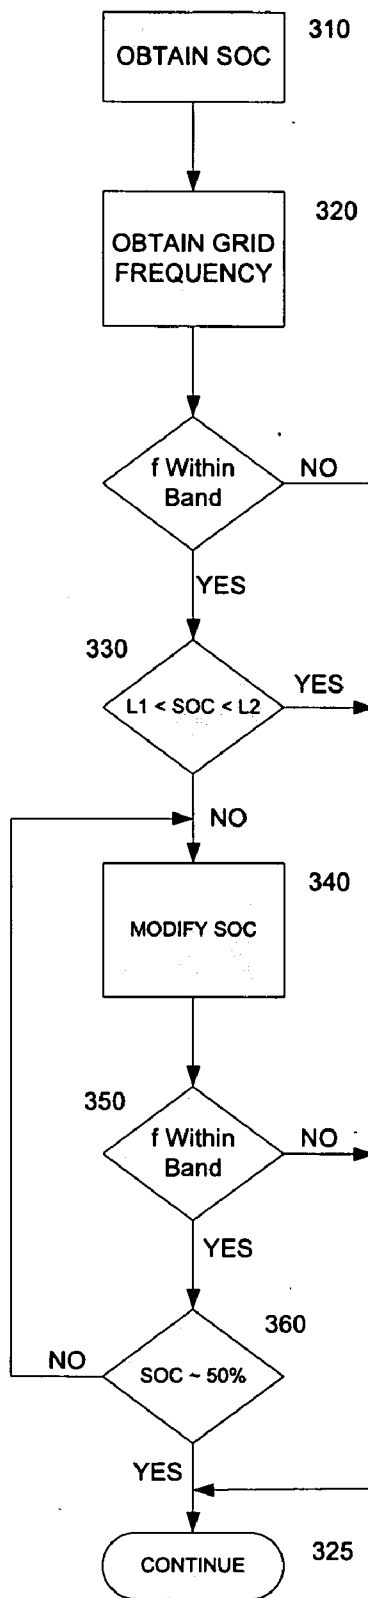 310
OBTAIN SOC
320
OBTAIN GRID
FREQUENCY
f Within
Band
NO
YES
330
L1 < SOC < L2
YES
NO
340
MODIFY SOC
350
f Within
Band
NO
YES
360
SOC ~ 50%
NO
YES
CONTINUE
325